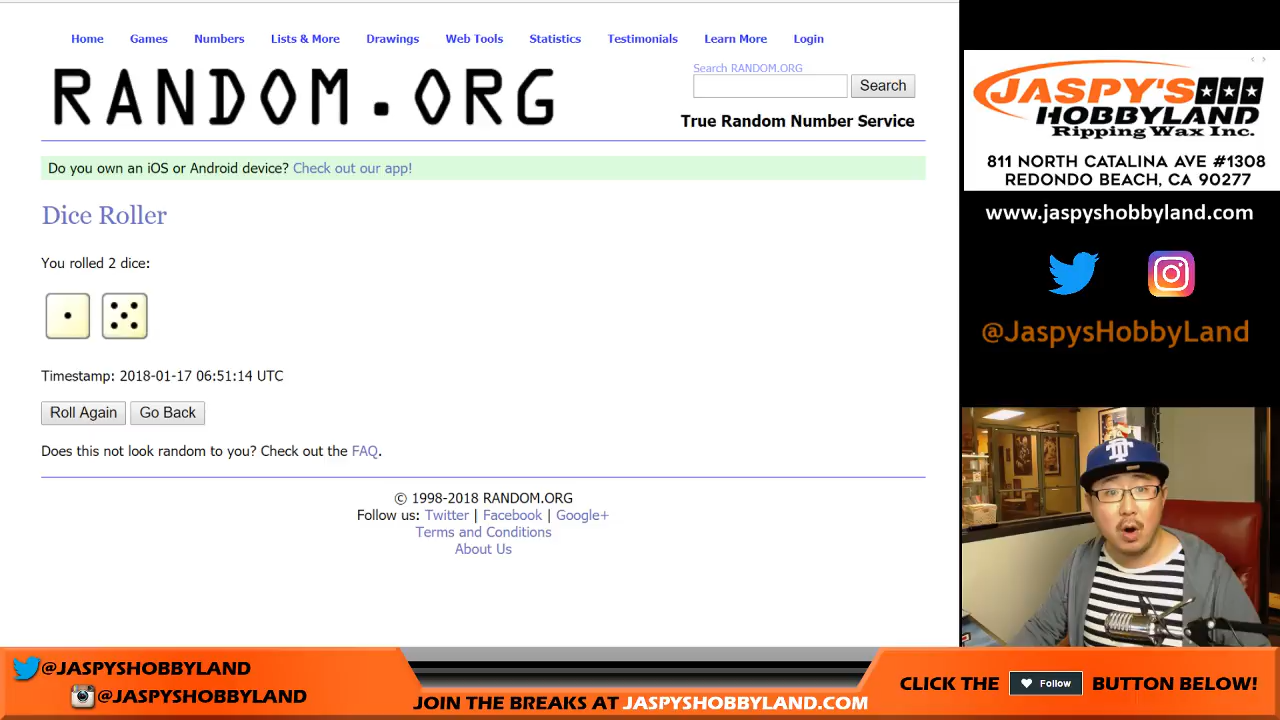 Home Games Numbers Lists & More Drawings Web Tools Statistics Testimonials Learn More Login
RANDOM.ORG
Search RANDOM.ORG
Search
True Random Number Service
Do you own an iOS or Android device? Check out our app!
Dice Roller
You rolled 2 dice:
Timestamp: 2018-01-17 06:51:14 UTC
Roll Again Go Back
Does this not look random to you? Check out the FAQ.
© 1998-2018 RANDOM.ORG
Follow us: Twitter | Facebook | Google+
Terms and Conditions
About Us
JASPY'S
HOBBYLAND
Ripping Wax Inc.
811 NORTH CATALINA AVE #1308
REDONDO BEACH, CA 90277
www.jaspyshobbyland.com
@JaspysHobbyLand
@JASPYSHOBBYLAND
@JASPYSHOBBYLAND
JOIN THE BREAKS AT JASPYSHOBBYLAND.COM
CLICK THE Follow BUTTON BELOW!